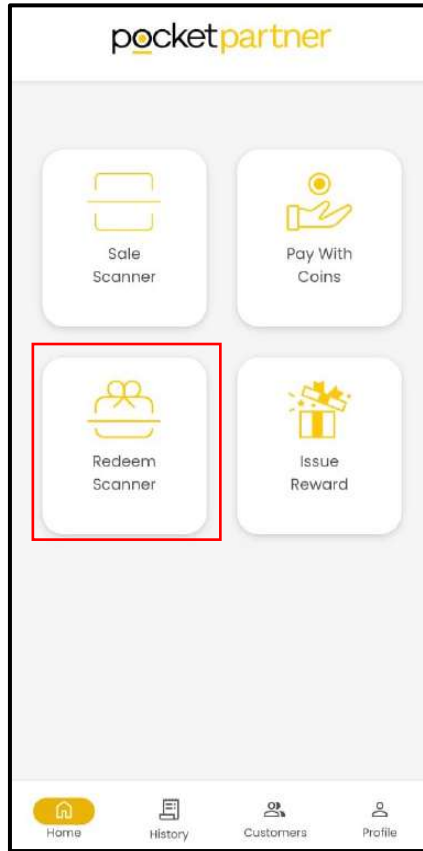 pocketpartner
Sale
Scanner
Pay With
Coins
Redeem
Scanner
Issue
Reward
Home
History
Customers
Profile